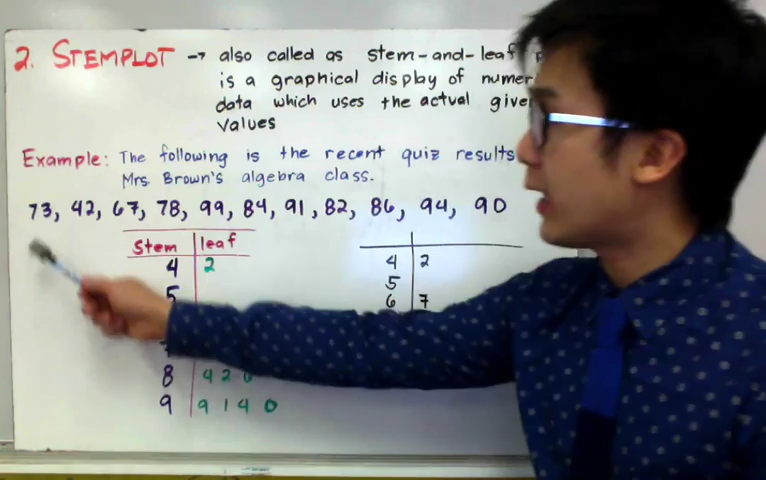 2. STEMPLOT → also called as stem-and-leaf
is a graphical display of numer
data which uses the actual give
values
Example: The following is the recent quiz results
Mrs. Brown's algebra class.
73, 42, 67, 78, 99, 84, 91, 82, 86, 94, 90
Stem leaf
4 2
5
8 4 2
9 9 1 4 0
4 2
5
6 7